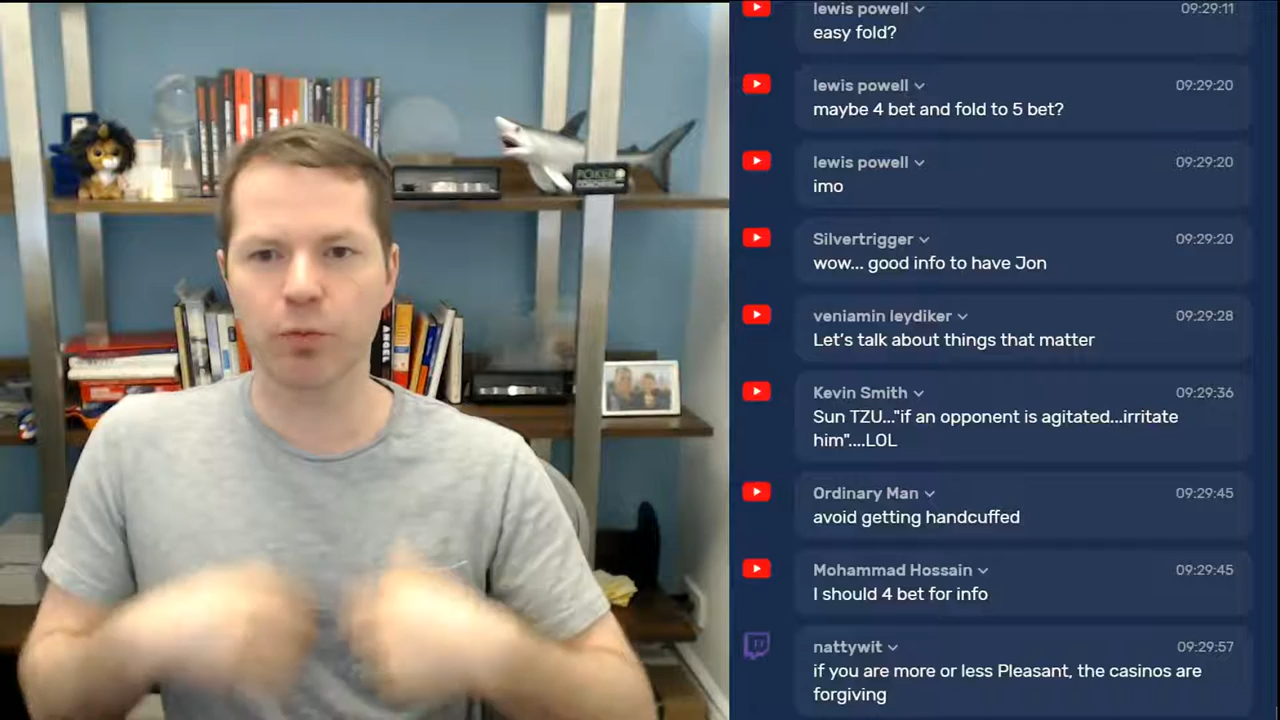 POKER
COACHING
ANGEL
lewis powell
09:29:11
easy fold?
lewis powell
09:29:20
maybe 4 bet and fold to 5 bet?
lewis powell
09:29:20
imo
Silvertrigger
09:29:20
wow... good info to have Jon
veniamin leydiker
09:29:28
Let's talk about things that matter
Kevin Smith
09:29:36
Sun TZU..."if an opponent is agitated...irritate
him"....LOL
Ordinary Man
09:29:45
avoid getting handcuffed
Mohammad Hossain
09:29:45
I should 4 bet for info
nattywit
09:29:57
if you are more or less Pleasant, the casinos are
forgiving